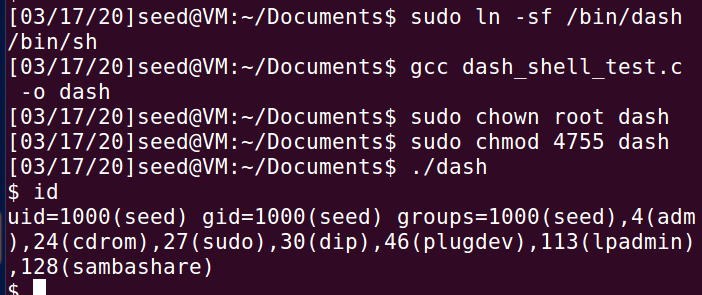 [03/17/20]seed@VM:~/Documents$ sudo ln -sf /bin/dash
/bin/sh
[03/17/20]seed@VM:~/Documents$ gcc dash_shell_test.c
 -o dash
[03/17/20]seed@VM:~/Documents$ sudo chown root dash
[03/17/20]seed@VM:~/Documents$ sudo chmod 4755 dash
[03/17/20]seed@VM:~/Documents$ ./dash
$ id
uid=1000(seed) gid=1000(seed) groups=1000(seed),4(adm
),24(cdrom),27(sudo),30(dip),46(plugdev),113(lpadmin)
,128(sambashare)
$